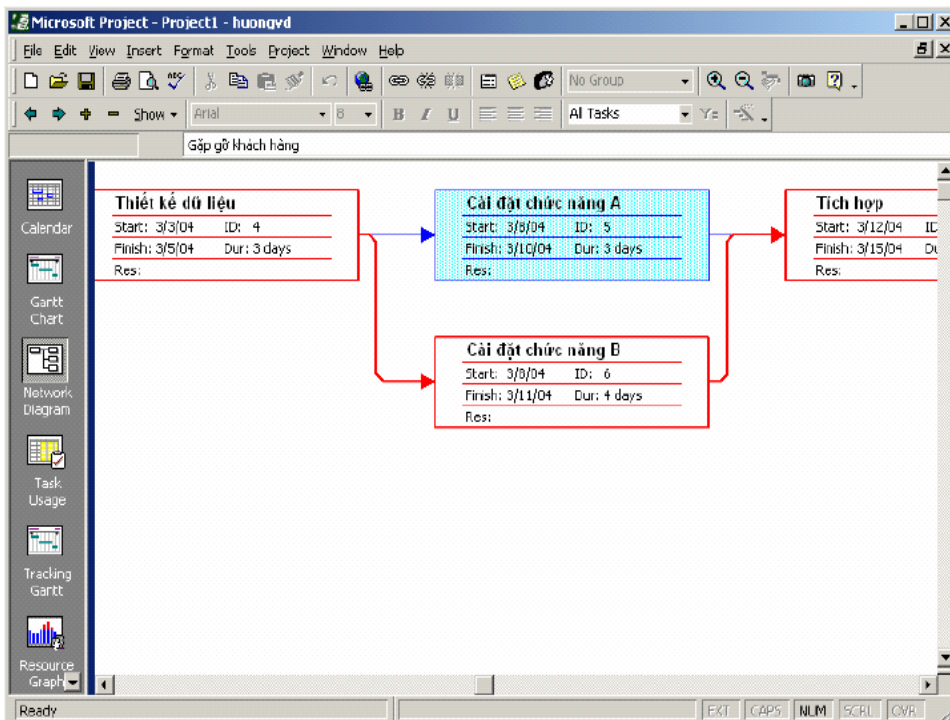 Microsoft Project - Project1 - huongvd
File Edit View Insert Format Tools Project Window Help
No Group
Show Arial 8 B I U All Tasks
Gặp gỡ khách hàng
Calendar
Gantt
Chart
Network
Diagram
Task
Usage
Tracking
Gantt
Resource
Graph
Thiết kế dữ liệu
Start: 3/3/04 ID: 4
Finish: 3/5/04 Dur: 3 days
Res:
Cài đặt chức năng A
Start: 3/8/04 ID: 5
Finish: 3/10/04 Dur: 3 days
Res:
Cài đặt chức năng B
Start: 3/8/04 ID: 6
Finish: 3/11/04 Dur: 4 days
Res:
Tích hợp
Start: 3/12/04 ID
Finish: 3/15/04
Res:
Ready EXT CAPS NUM SCRL OVR